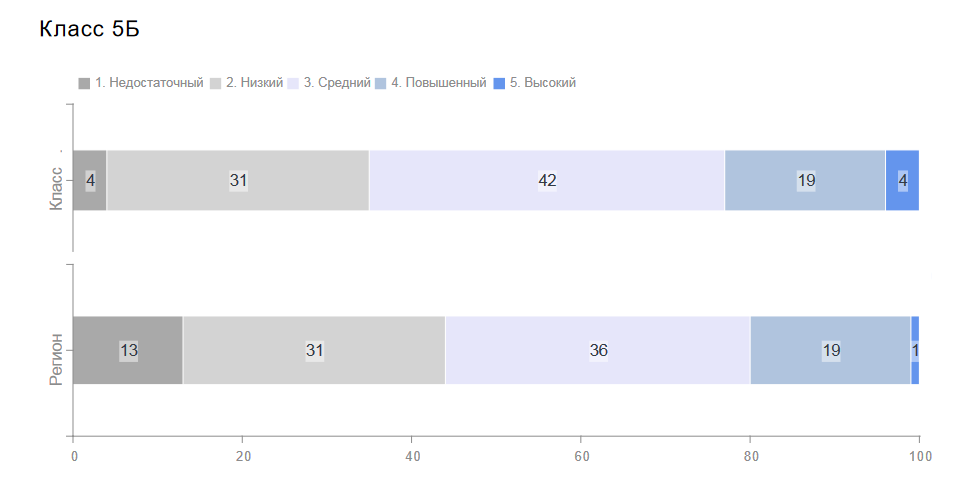 Класс 5Б
1. Недостаточный 2. Низкий 3. Средний 4. Повышенный 5. Высокий
Класс
4 31 42 19 4
Регион
13 31 36 19 1
0 20 40 60 80 100